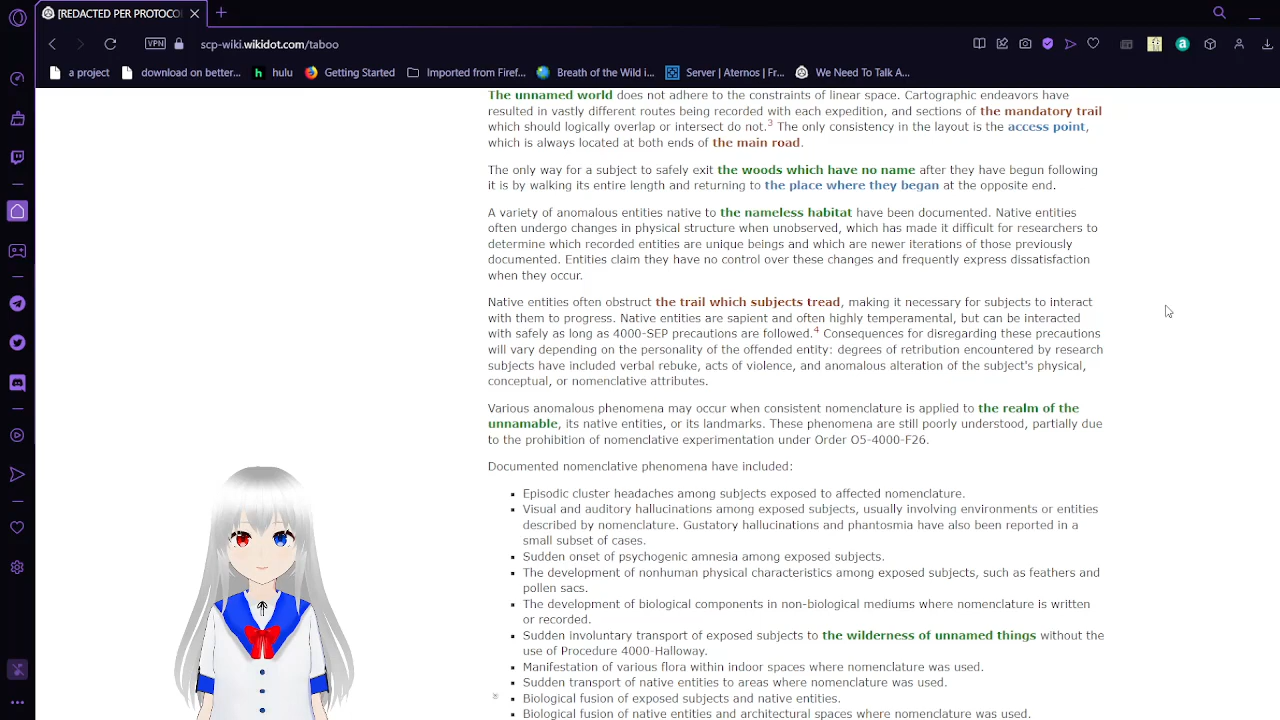 [REDACTED PER PROTOCO
VPN
scp-wiki.wikidot.com/taboo
a project
download on better...
hulu
Getting Started
Imported from Firef...
Breath of the Wild i...
Server | Aternos | Fr...
We Need To Talk A...
The unnamed world does not adhere to the constraints of linear space. Cartographic endeavors have
resulted in vastly different routes being recorded with each expedition, and sections of the mandatory trail
which should logically overlap or intersect do not.3 The only consistency in the layout is the access point,
which is always located at both ends of the main road.
The only way for a subject to safely exit the woods which have no name after they have begun following
it is by walking its entire length and returning to the place where they began at the opposite end.
A variety of anomalous entities native to the nameless habitat have been documented. Native entities
often undergo changes in physical structure when unobserved, which has made it difficult for researchers to
determine which recorded entities are unique beings and which are newer iterations of those previously
documented. Entities claim they have no control over these changes and frequently express dissatisfaction
when they occur.
Native entities often obstruct the trail which subjects tread, making it necessary for subjects to interact
with them to progress. Native entities are sapient and often highly temperamental, but can be interacted
with safely as long as 4000-SEP precautions are followed.4 Consequences for disregarding these precautions
will vary depending on the personality of the offended entity: degrees of retribution encountered by research
subjects have included verbal rebuke, acts of violence, and anomalous alteration of the subject's physical,
conceptual, or nomenclative attributes.
Various anomalous phenomena may occur when consistent nomenclature is applied to the realm of the
unnamable, its native entities, or its landmarks. These phenomena are still poorly understood, partially due
to the prohibition of nomenclative experimentation under Order O5-4000-F26.
Documented nomenclative phenomena have included:
Episodic cluster headaches among subjects exposed to affected nomenclature.
Visual and auditory hallucinations among exposed subjects, usually involving environments or entities
described by nomenclature. Gustatory hallucinations and phantosmia have also been reported in a
small subset of cases.
Sudden onset of psychogenic amnesia among exposed subjects.
The development of nonhuman physical characteristics among exposed subjects, such as feathers and
pollen sacs.
The development of biological components in non-biological mediums where nomenclature is written
or recorded.
Sudden involuntary transport of exposed subjects to the wilderness of unnamed things without the
use of Procedure 4000-Halloway.
Manifestation of various flora within indoor spaces where nomenclature was used.
Sudden transport of native entities to areas where nomenclature was used.
Biological fusion of exposed subjects and native entities.
Biological fusion of native entities and architectural spaces where nomenclature was used.